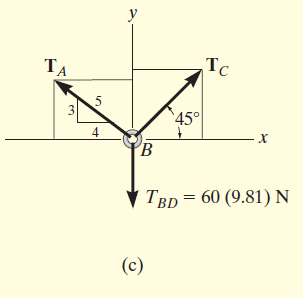 y
T_A
T_C
5
3
4
45°
x
B
T_BD = 60 (9.81) N
(c)